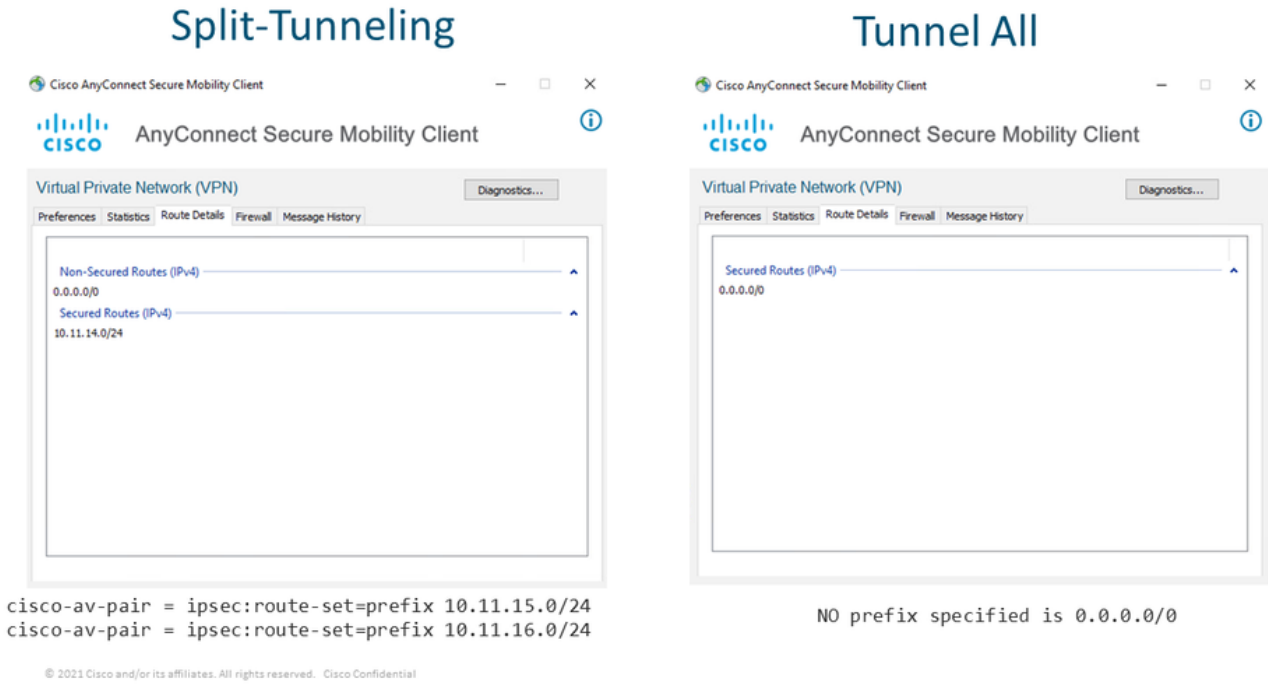 Split-Tunneling
Cisco AnyConnect Secure Mobility Client
CISCO
AnyConnect Secure Mobility Client
Virtual Private Network (VPN)
Diagnostics...
Preferences Statistics Route Details Firewall Message History
Non-Secured Routes (IPv4)
0.0.0.0/0
Secured Routes (IPv4)
10.11.14.0/24
cisco-av-pair = ipsec:route-set=prefix 10.11.15.0/24
cisco-av-pair = ipsec:route-set=prefix 10.11.16.0/24
Tunnel All
Cisco AnyConnect Secure Mobility Client
CISCO
AnyConnect Secure Mobility Client
Virtual Private Network (VPN)
Diagnostics...
Preferences Statistics Route Details Firewall Message History
Secured Routes (IPv4)
0.0.0.0/0
NO prefix specified is 0.0.0.0/0
© 2021 Cisco and/or its affiliates. All rights reserved. Cisco Confidential